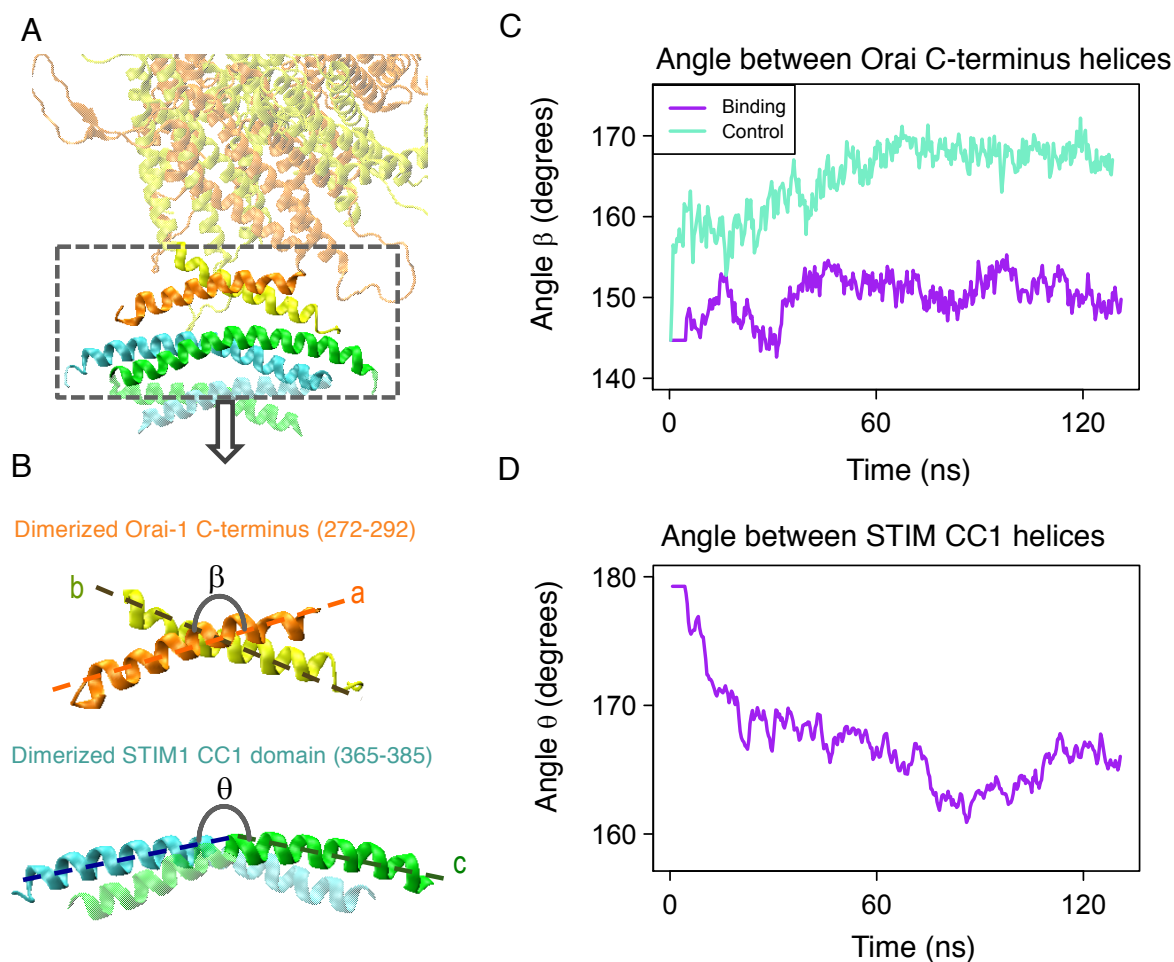 A
B
Dimerized Orai-1 C-terminus (272-292)
b
β
a
Dimerized STIM1 CC1 domain (365-385)
θ
c
C
Angle between Orai C-terminus helices
Binding
Control
Angle β (degrees)
170
160
150
140
0
60
120
Time (ns)
D
Angle between STIM CC1 helices
Angle θ (degrees)
180
170
160
0
60
120
Time (ns)